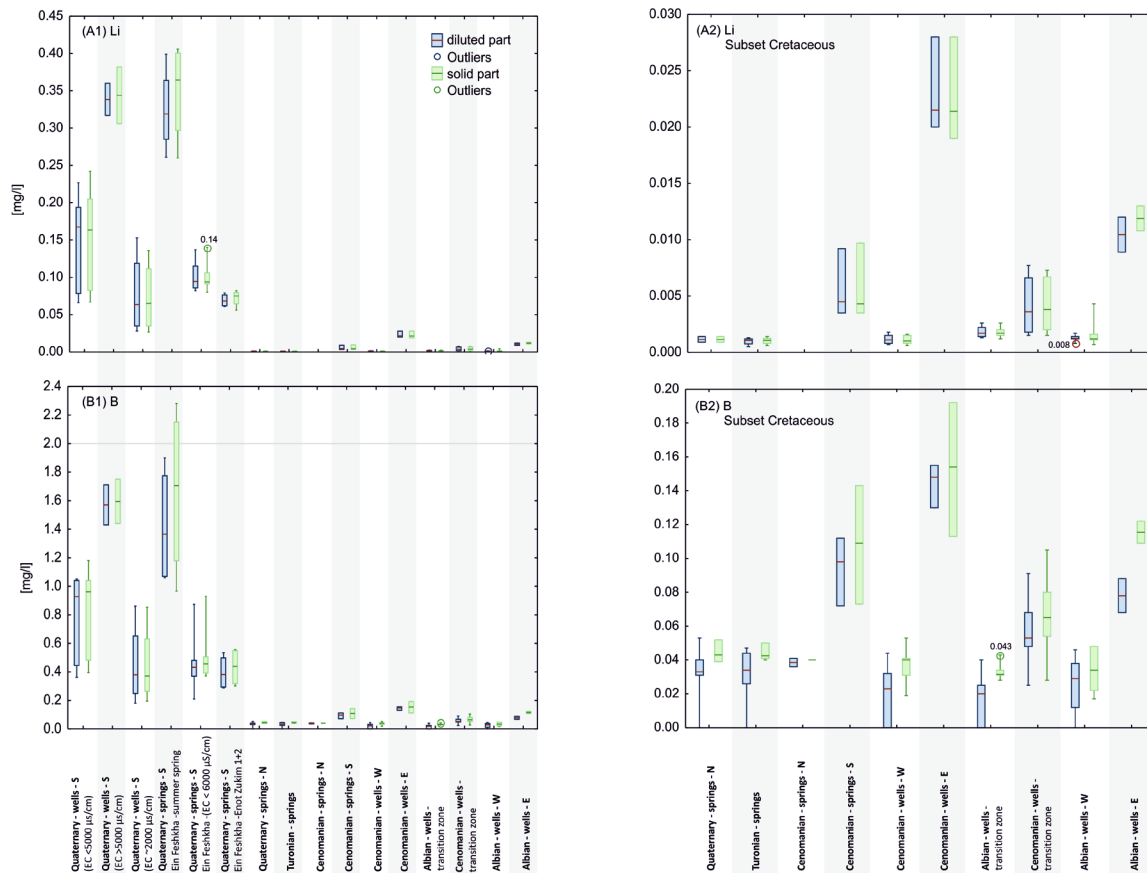 (A1) Li
diluted part
Outliers
solid part
Outliers
0.45
0.40
0.35
0.30
0.25
0.20
0.15
0.10
0.05
0.00
[mg/l]
0.14
(A2) Li
Subset Cretaceous
0.030
0.025
0.020
0.015
0.010
0.005
0.000
0.008
(B1) B
2.2
2.0
1.8
1.6
1.4
1.2
1.0
0.8
0.6
0.4
0.2
0.0
[mg/l]
(B2) B
Subset Cretaceous
0.20
0.18
0.16
0.14
0.12
0.10
0.08
0.06
0.04
0.02
0.00
0.043
Quaternary - wells - S
(EC <5000 µs/cm)
Quaternary - wells - S
(EC >5000 µs/cm)
Quaternary - wells - S
(EC ~2000 µs/cm)
Quaternary - springs - S
Ein Feshkha -summer spring
Quaternary - springs - S
Ein Feshkha -(EC < 6000 µS/cm)
Quaternary - springs - S
Ein Feshkha -Enot Zukim 1+2
Quaternary - springs - N
Turonian - springs
Cenomanian - springs - N
Cenomanian - springs - S
Cenomanian - wells - W
Cenomanian - wells - E
Albian - wells -
transition zone
Cenomanian - wells -
transition zone
Albian - wells - W
Albian - wells - E
Quaternary - springs - N
Turonian - springs
Cenomanian - springs - N
Cenomanian - springs - S
Cenomanian - wells - W
Cenomanian - wells - E
Albian - wells -
transition zone
Cenomanian - wells -
transition zone
Albian - wells - W
Albian - wells - E